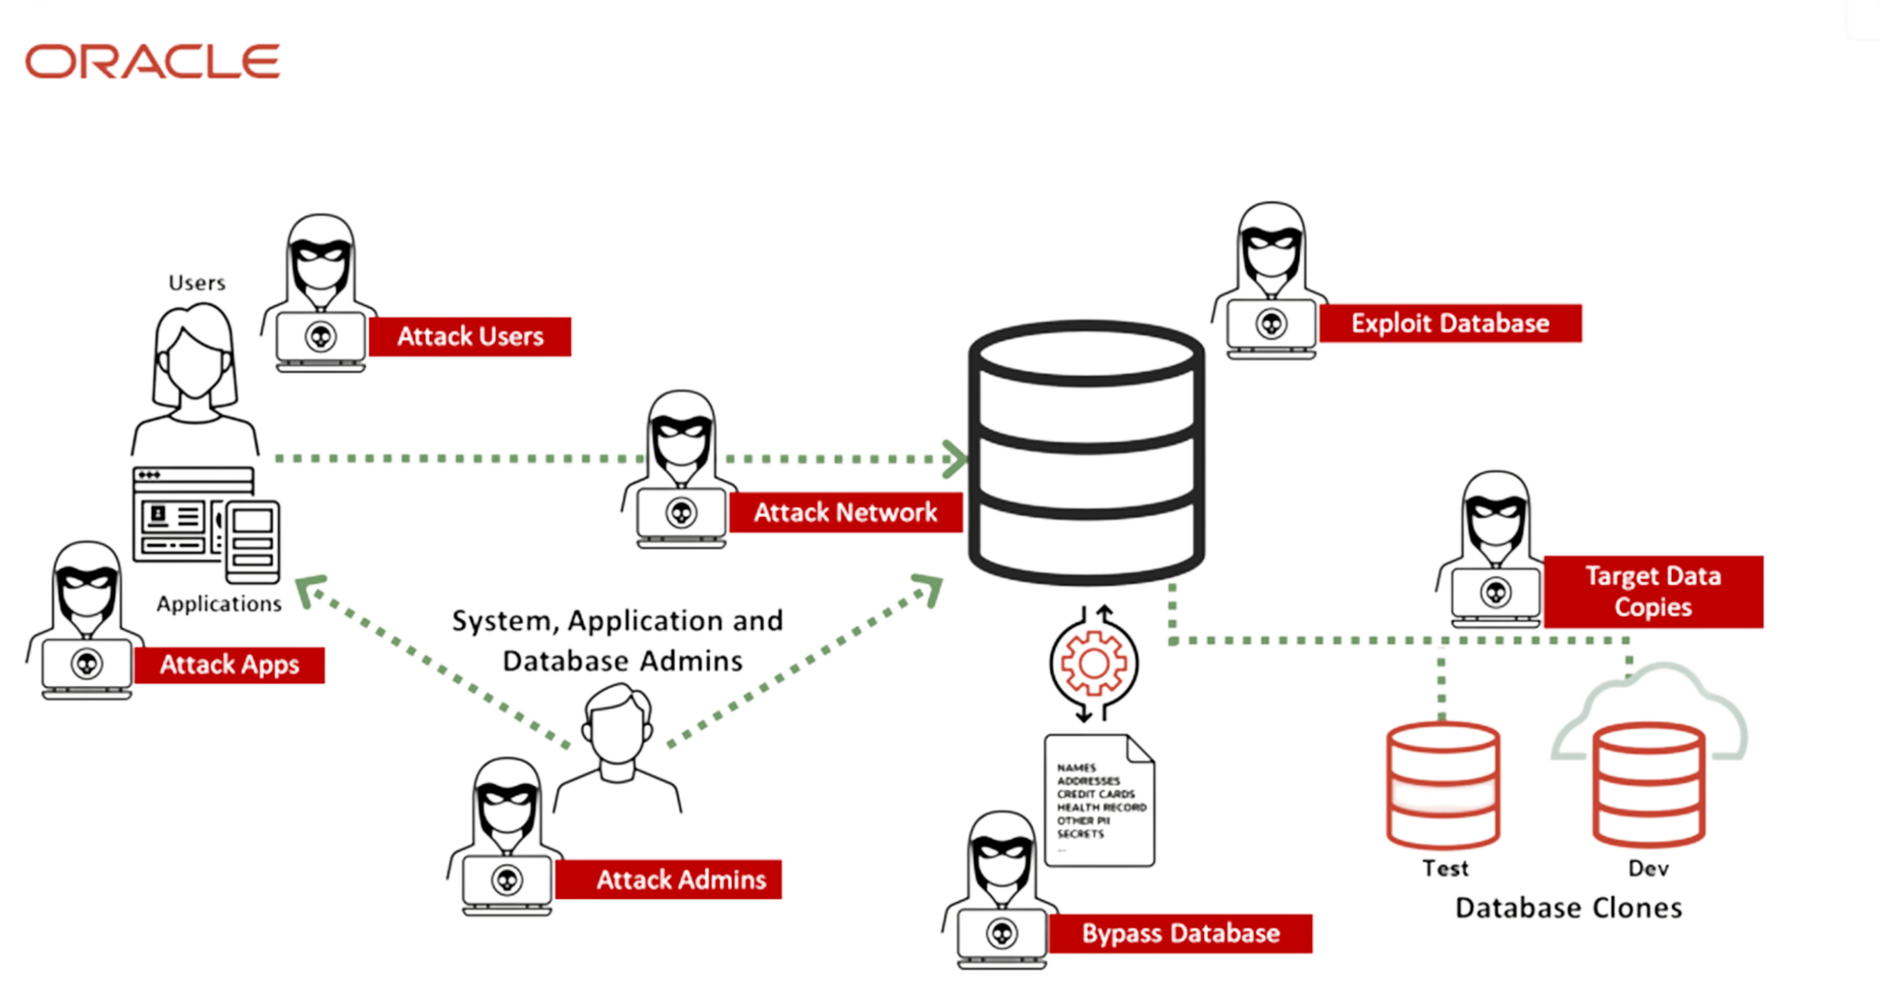 ORACLE
Users
Attack Users
Exploit Database
Attack Network
Target Data
Copies
Applications
System, Application and
Database Admins
Attack Apps
NAMES
ADDRESSES
CREDIT CARDS
HEALTH RECORD
OTHER PII
SECRETS
...
Test
Dev
Attack Admins
Database Clones
Bypass Database